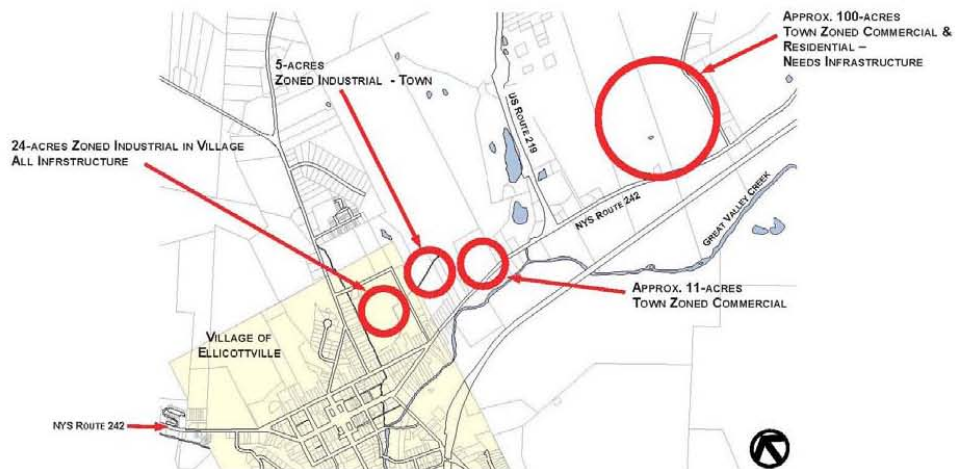 APPROX. 100-ACRES
TOWN ZONED COMMERCIAL &
RESIDENTIAL –
NEEDS INFRASTRUCTURE
5-ACRES
ZONED INDUSTRIAL - TOWN
24-ACRES ZONED INDUSTRIAL IN VILLAGE
ALL INFRSTRUCTURE
US ROUTE 219
NYS ROUTE 242
GREAT VALLEY CREEK
APPROX. 11-ACRES
TOWN ZONED COMMERCIAL
VILLAGE OF
ELLICOTTVILLE
NYS ROUTE 242